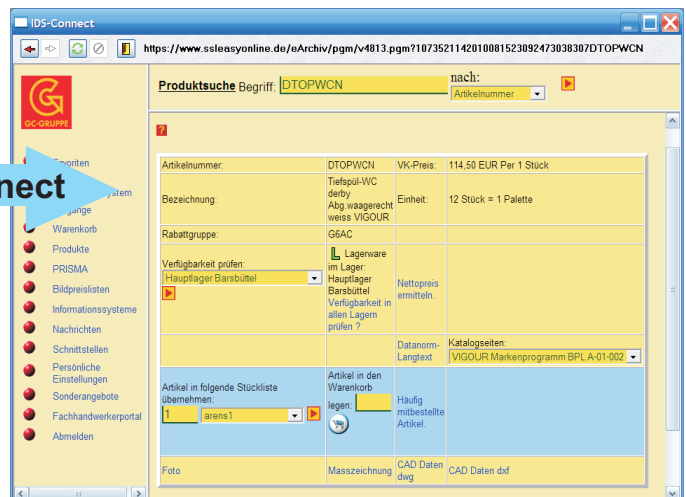 IDS-Connect
https://www.ssleasyonline.de/eArchiv/pgm/v4813.pgm?107352114201008152309247303830​7DTOPWCN
Produktsuche Begriff: DTOPWCN nach: Artikelnummer
GC-GRUPPE
?
Favoriten
nect
Warenkorb
Produkte
PRISMA
Bildpreislisten
Informationssysteme
Nachrichten
Schnittstellen
Persönliche
Einstellungen
Sonderangebote
Fachhandwerkerportal
Abmelden
Artikelnummer: DTOPWCN VK-Preis: 114,50 EUR Per 1 Stück
Bezeichnung: Tiefspül-WC
derby
Abg.waagerecht
weiss VIGOUR
Einheit: 12 Stück = 1 Palette
Rabattgruppe: G6AC
Verfügbarkeit prüfen:
Hauptlager Barsbüttel
L Lagerware
im Lager:
Hauptlager
Barsbüttel
Verfügbarkeit in
allen Lagern
prüfen ?
Nettopreis
ermitteln.
Datanorm-
Langtext
Katalogseiten:
VIGOUR Markenprogramm BPL A-01-002
Artikel in folgende Stückliste
übernehmen:
1 arens1
Artikel in den
Warenkorb
legen:
Häufig
mitbestellte
Artikel.
Foto Masszeichnung CAD Daten
dwg
CAD Daten dxf